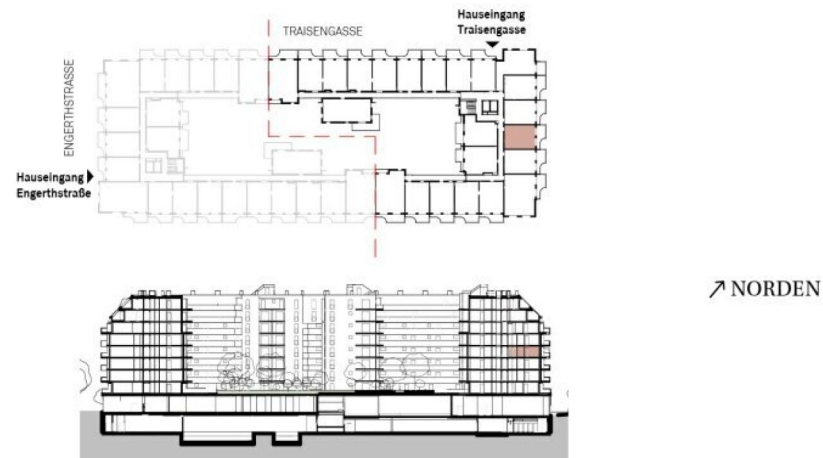 Hauseingang
Traisengasse
TRAISENGASSE
ENGERTHSTRASSE
Hauseingang
Engerthstraße
↗ NORDEN